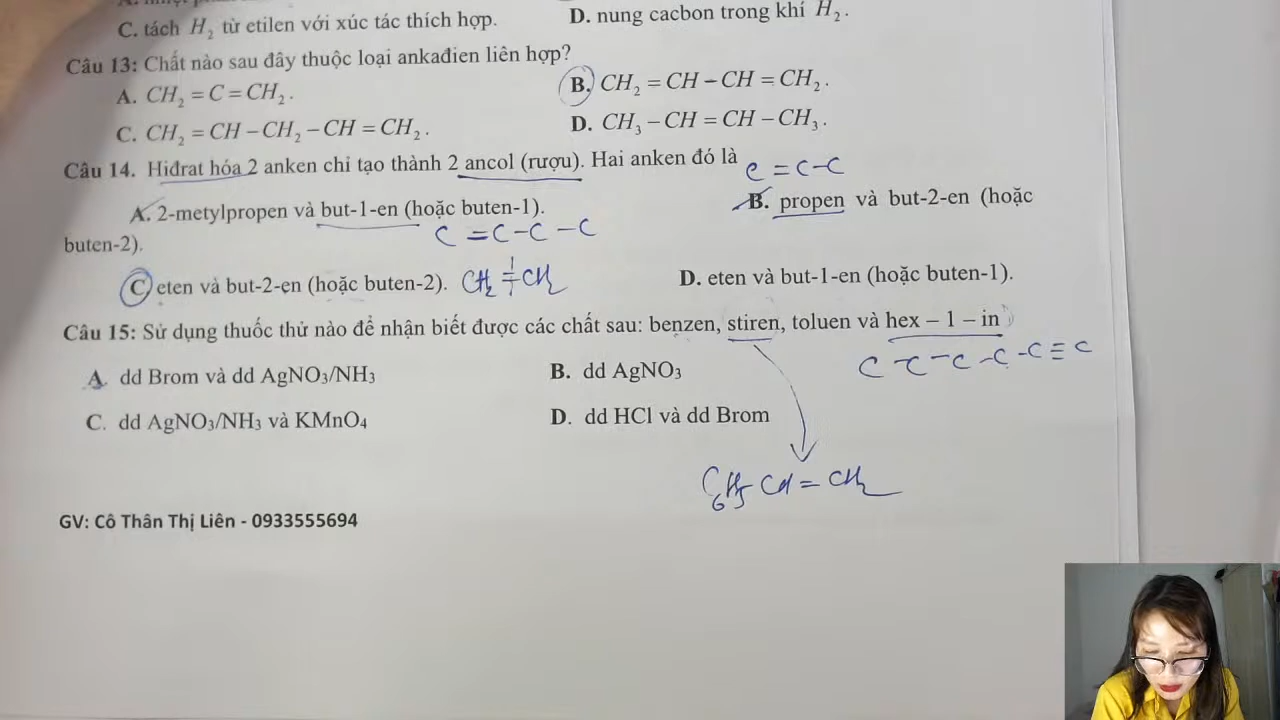 C. tách H₂ từ etilen với xúc tác thích hợp. D. nung cacbon trong khí H₂.
Câu 13: Chất nào sau đây thuộc loại ankađien liên hợp?
A. CH₂ = C = CH₂. B. CH₂ = CH – CH = CH₂.
C. CH₂ = CH – CH₂ – CH = CH₂. D. CH₃ – CH = CH – CH₃.
Câu 14. Hiđrat hóa 2 anken chỉ tạo thành 2 ancol (rượu). Hai anken đó là
C = C – C
A. 2-metylpropen và but-1-en (hoặc buten-1). B. propen và but-2-en (hoặc
buten-2).
C = C – C – C
C. eten và but-2-en (hoặc buten-2). CH₂ = CH₂ D. eten và but-1-en (hoặc buten-1).
Câu 15: Sử dụng thuốc thử nào để nhận biết được các chất sau: benzen, stiren, toluen và hex – 1 – in
C – C – C – C – C ≡ C
A. dd Brom và dd AgNO₃/NH₃ B. dd AgNO₃
C. dd AgNO₃/NH₃ và KMnO₄ D. dd HCl và dd Brom
C₆H₅ CH = CH₂
GV: Cô Thân Thị Liên - 0933555694